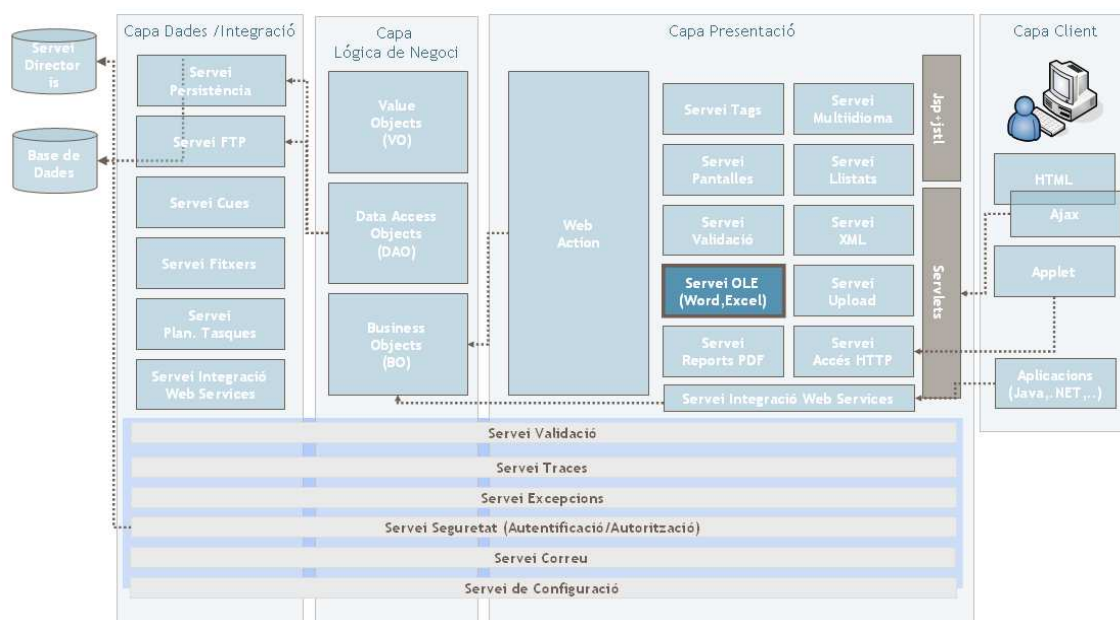 Servei
Director
is
Base de
Dades
Capa Dades /Integració
Servei
Persisténcia
Servei FTP
Servei Cues
Servei Fitxers
Servei
Plan. Tasques
Servei Integració
Web Services
Capa
Lógica de Negoci
Value
Objects
(VO)
Data Access
Objects
(DAO)
Business
Objects
(BO)
Capa Presentació
Web
Action
Servei Tags
Servei
Multiidioma
Servei
Pantalles
Servei
Llistats
Servei
Validació
Servei
XML
Servei OLE
(Word,Excel)
Servei
Upload
Servei
Reports PDF
Servei
Accés HTTP
Servei Integració Web Services
Jsp+jstl
Servlets
Capa Client
HTML
Ajax
Applet
Aplicacions
(Java,.NET,..)
Servei Validació
Servei Traces
Servei Excepcions
Servei Seguretat (Autentificació/Autorització)
Servei Correu
Servei de Configuració